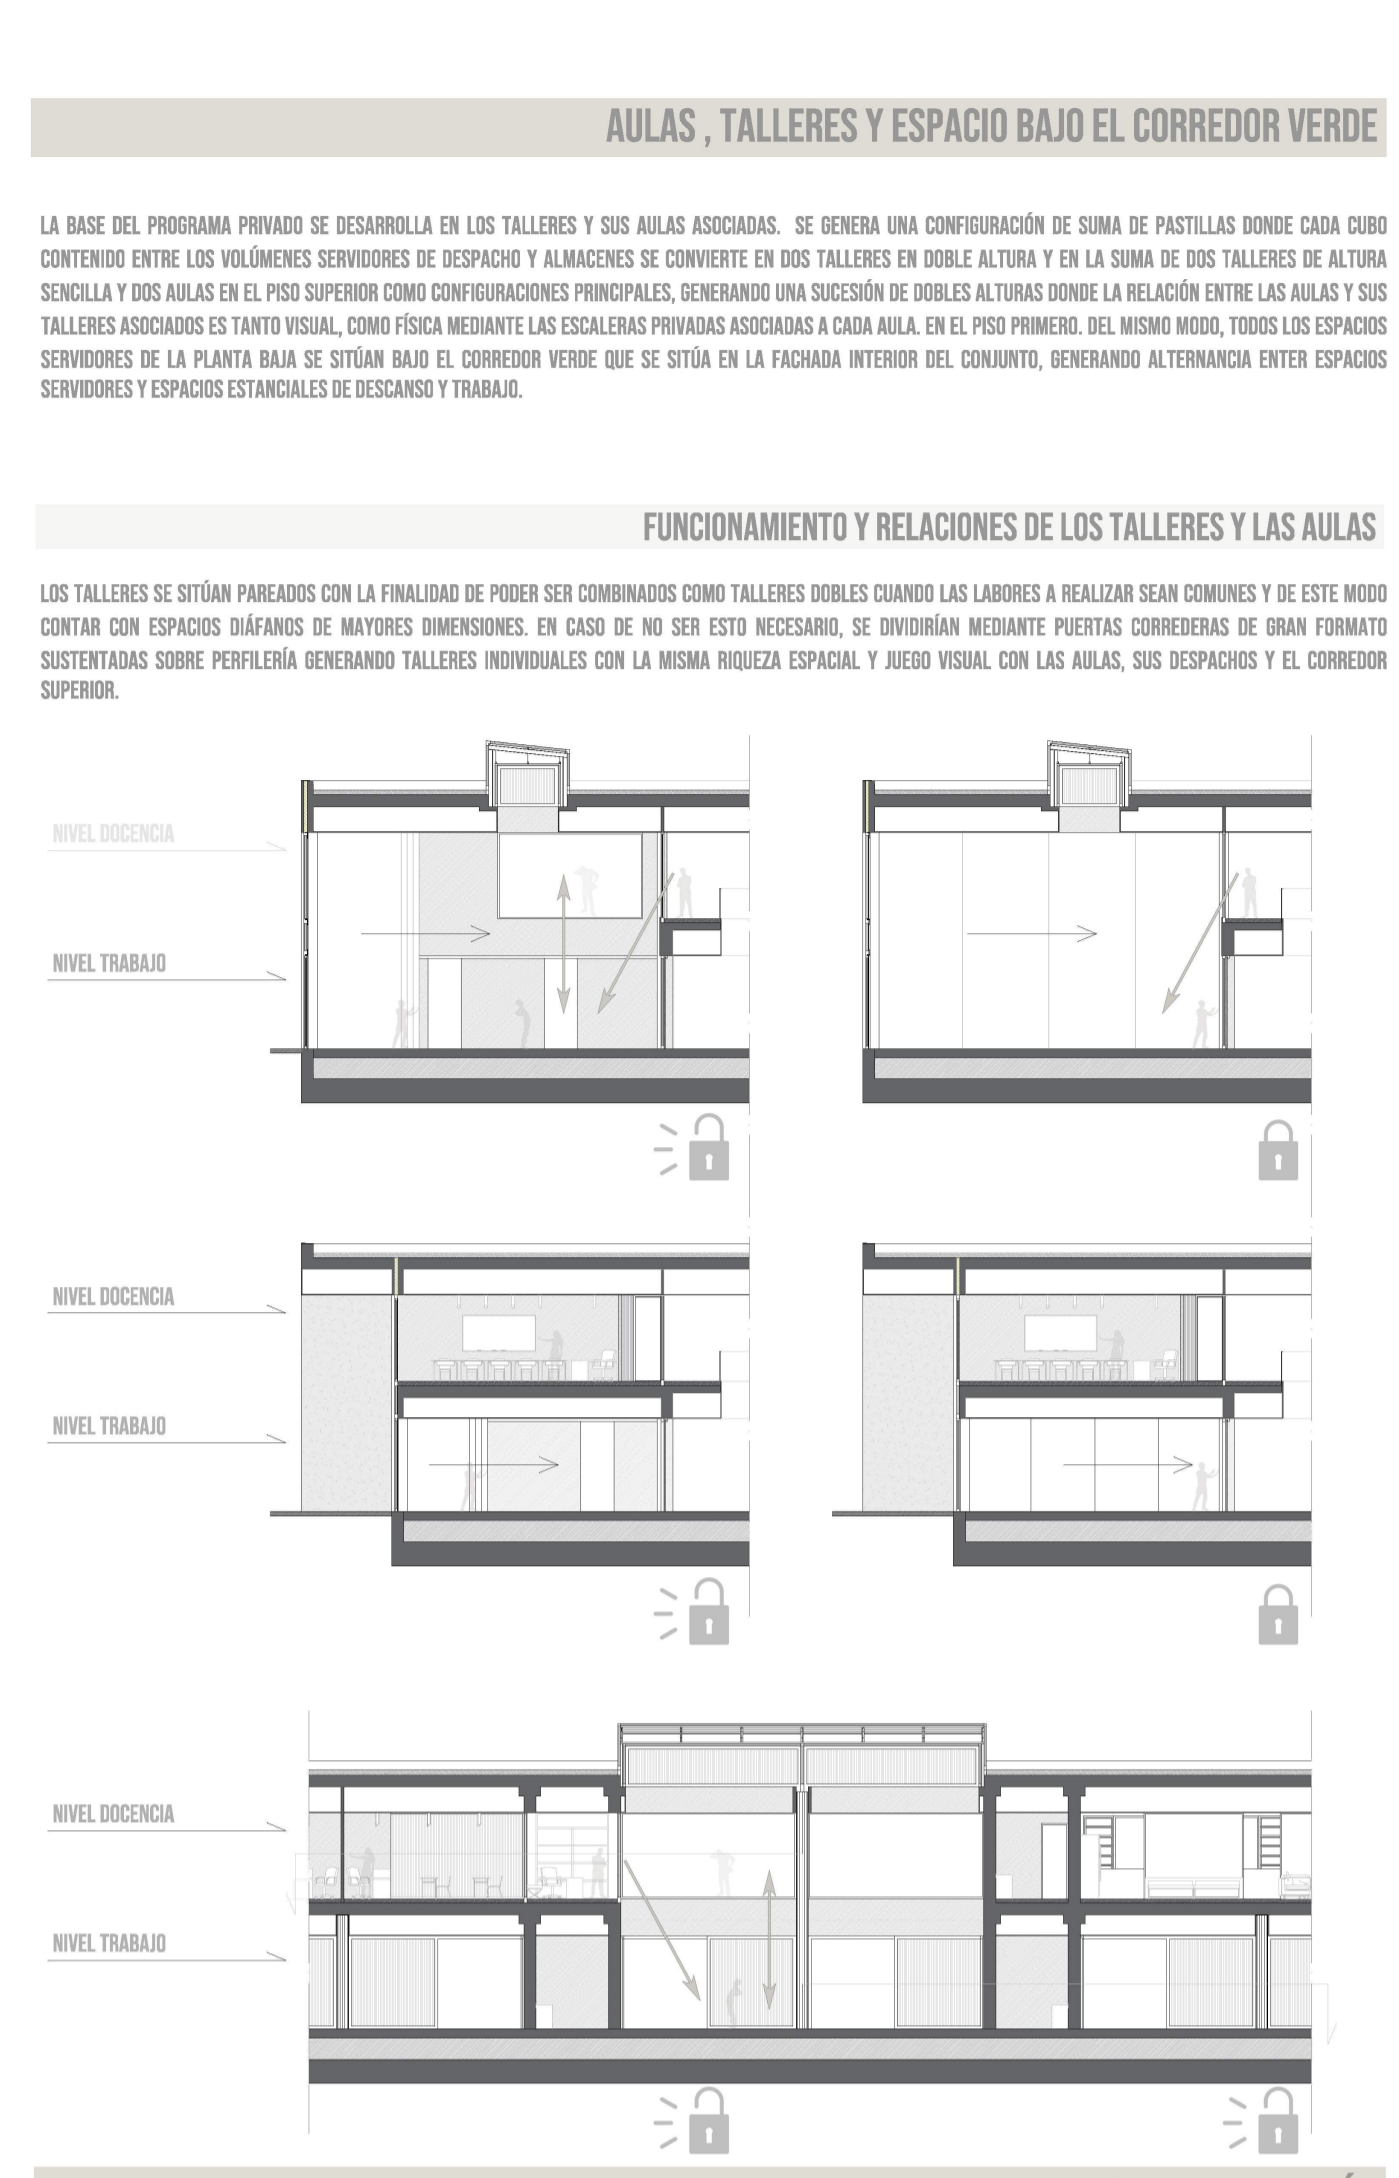 AULAS , TALLERES Y ESPACIO BAJO EL CORREDOR VERDE
LA BASE DEL PROGRAMA PRIVADO SE DESARROLLA EN LOS TALLERES Y SUS AULAS ASOCIADAS. SE GENERA UNA CONFIGURACIÓN DE SUMA DE PASTILLAS DONDE CADA CUBO
CONTENIDO ENTRE LOS VOLÚMENES SERVIDORES DE DESPACHO Y ALMACENES SE CONVIERTE EN DOS TALLERES EN DOBLE ALTURA Y EN LA SUMA DE DOS TALLERES DE ALTURA
SENCILLA Y DOS AULAS EN EL PISO SUPERIOR COMO CONFIGURACIONES PRINCIPALES, GENERANDO UNA SUCESIÓN DE DOBLES ALTURAS DONDE LA RELACIÓN ENTRE LAS AULAS Y SUS
TALLERES ASOCIADOS ES TANTO VISUAL, COMO FÍSICA MEDIANTE LAS ESCALERAS PRIVADAS ASOCIADAS A CADA AULA. EN EL PISO PRIMERO. DEL MISMO MODO, TODOS LOS ESPACIOS
SERVIDORES DE LA PLANTA BAJA SE SITÚAN BAJO EL CORREDOR VERDE QUE SE SITÚA EN LA FACHADA INTERIOR DEL CONJUNTO, GENERANDO ALTERNANCIA ENTER ESPACIOS
SERVIDORES Y ESPACIOS ESTANCIALES DE DESCANSO Y TRABAJO.
FUNCIONAMIENTO Y RELACIONES DE LOS TALLERES Y LAS AULAS
LOS TALLERES SE SITÚAN PAREADOS CON LA FINALIDAD DE PODER SER COMBINADOS COMO TALLERES DOBLES CUANDO LAS LABORES A REALIZAR SEAN COMUNES Y DE ESTE MODO
CONTAR CON ESPACIOS DIÁFANOS DE MAYORES DIMENSIONES. EN CASO DE NO SER ESTO NECESARIO, SE DIVIDIRÍAN MEDIANTE PUERTAS CORREDERAS DE GRAN FORMATO
SUSTENTADAS SOBRE PERFILERÍA GENERANDO TALLERES INDIVIDUALES CON LA MISMA RIQUEZA ESPACIAL Y JUEGO VISUAL CON LAS AULAS, SUS DESPACHOS Y EL CORREDOR
SUPERIOR.
NIVEL DOCENCIA
NIVEL TRABAJO
NIVEL DOCENCIA
NIVEL TRABAJO
NIVEL DOCENCIA
NIVEL TRABAJO